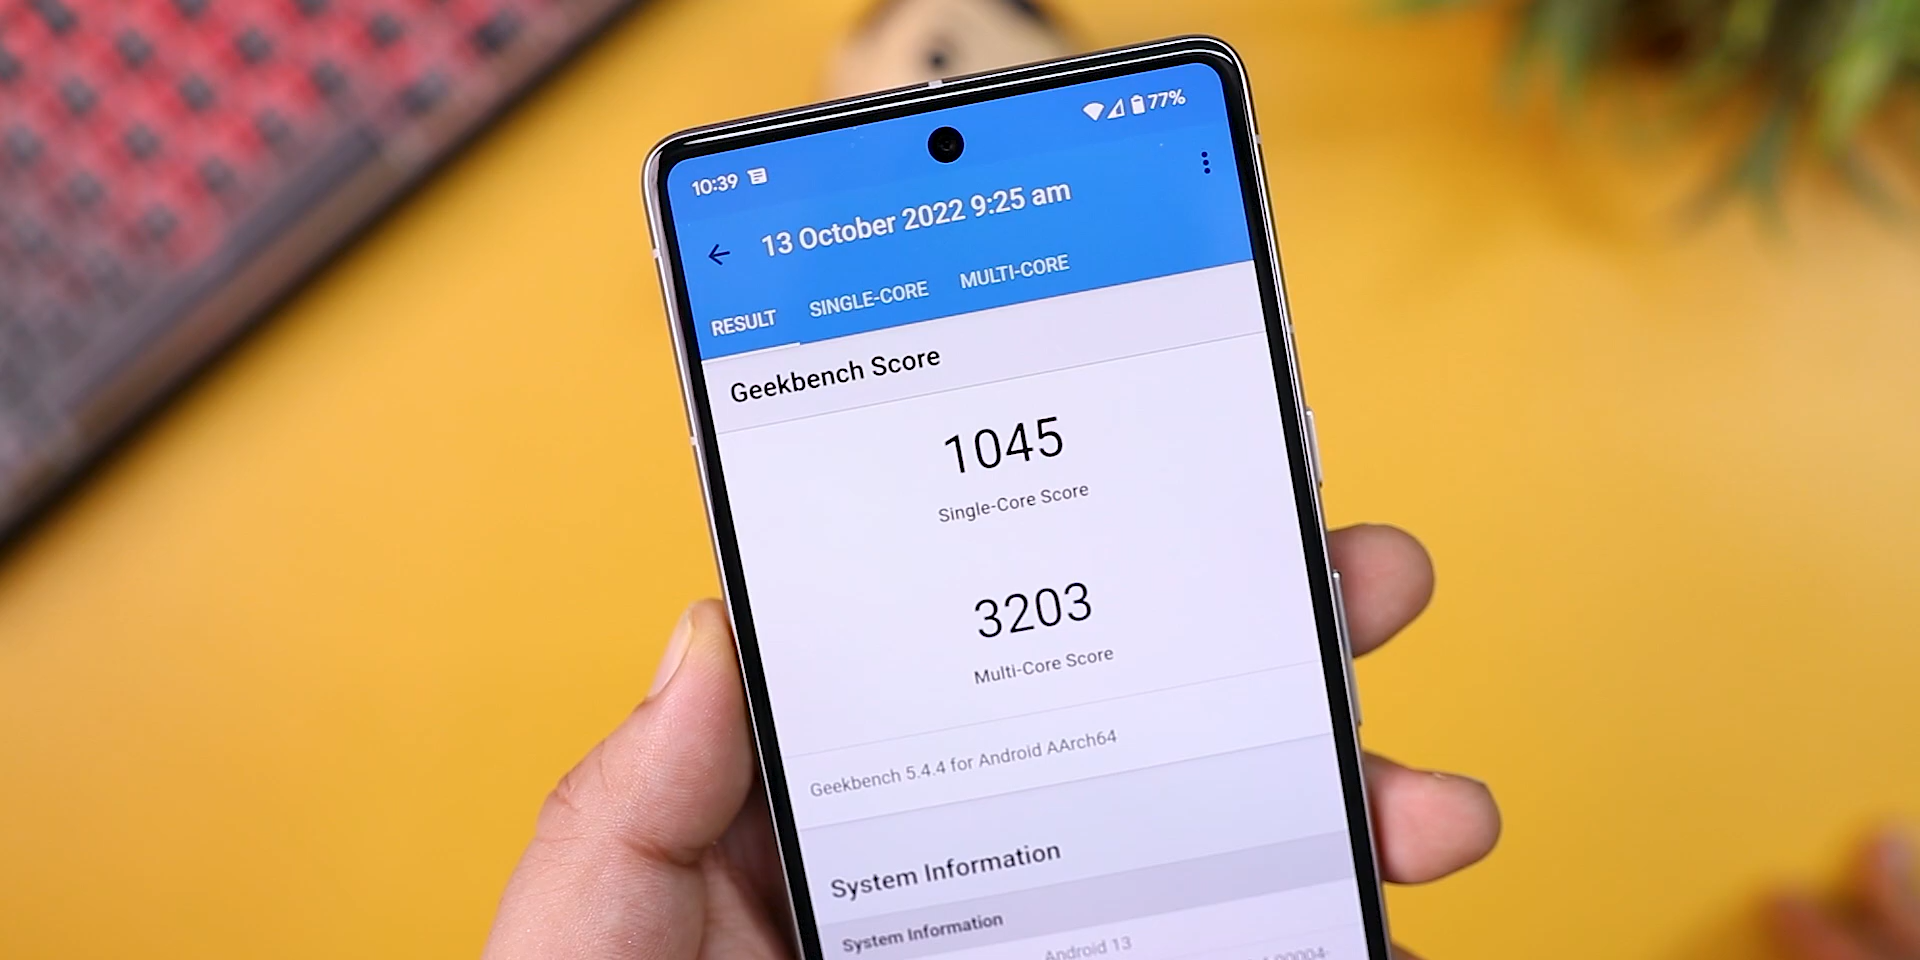 10:39
77%
13 October 2022 9:25 am
RESULT SINGLE-CORE MULTI-CORE
Geekbench Score
1045
Single-Core Score
3203
Multi-Core Score
Geekbench 5.4.4 for Android AArch64
System Information
System Information
Android 13